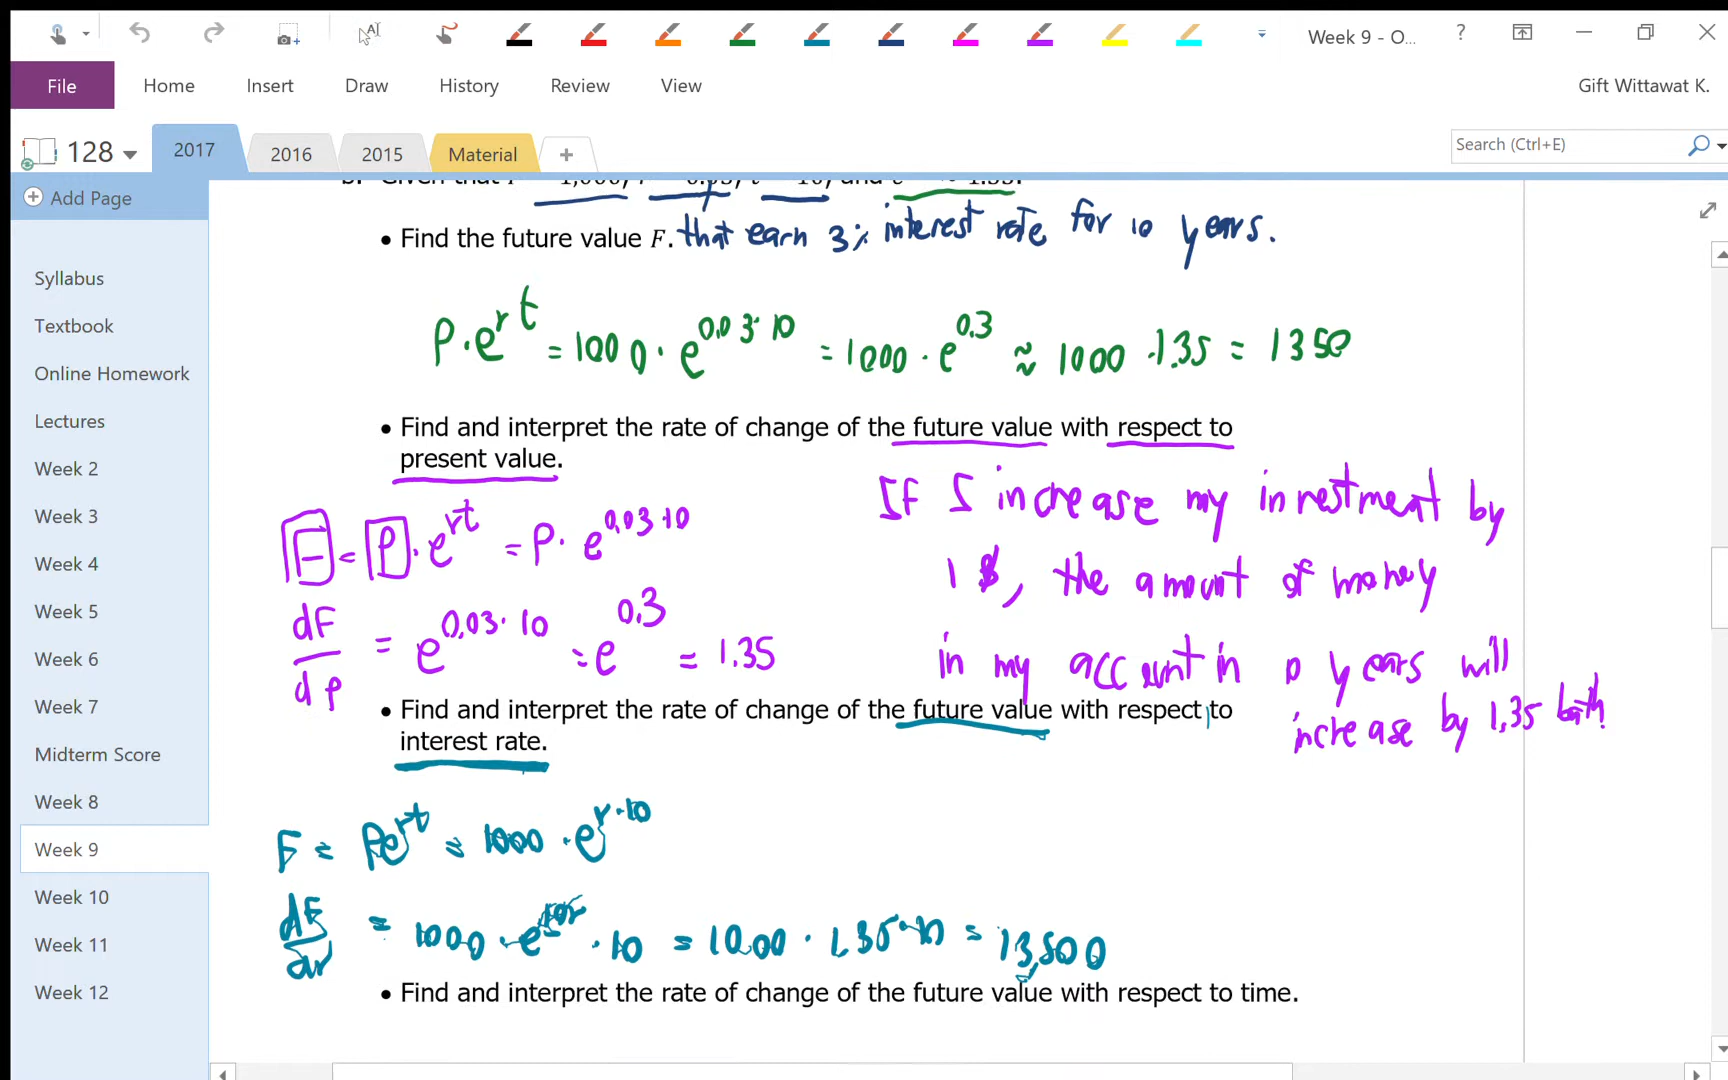 Week 9 - O...
?
File
Home
Insert
Draw
History
Review
View
Gift Wittawat K.
128
2017
2016
2015
Material
+
Search (Ctrl+E)
Add Page
Syllabus
Textbook
Online Homework
Lectures
Week 2
Week 3
Week 4
Week 5
Week 6
Week 7
Midterm Score
Week 8
Week 9
Week 10
Week 11
Week 12
• Find the future value F. that earn 3% interest rate for 10 years.
P·e^{rt} = 1000·e^{0.03·10} = 1000·e^{0.3} ≈ 1000·1.35 = 1350
• Find and interpret the rate of change of the future value with respect to
present value.
F = P·e^{rt} = P·e^{0.03·10}
dF/dP = e^{0.03·10} = e^{0.3} = 1.35
If I increase my investment by
1 $, the amount of money
in my account in 10 years will
increase by 1.35 bath.
• Find and interpret the rate of change of the future value with respect to
interest rate.
F = Pe^{rt} = 1000·e^{r·10}
dF/dr = 1000·e^{10r}·10 = 1000·1.35·10 = 13,500
• Find and interpret the rate of change of the future value with respect to time.